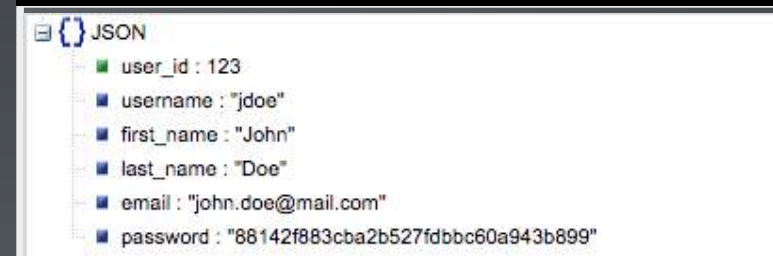 JSON
user_id : 123
username : "jdoe"
first_name : "John"
last_name : "Doe"
email : "john.doe@mail.com"
password : "88142f883cba2b527fdbbc60a943b899"